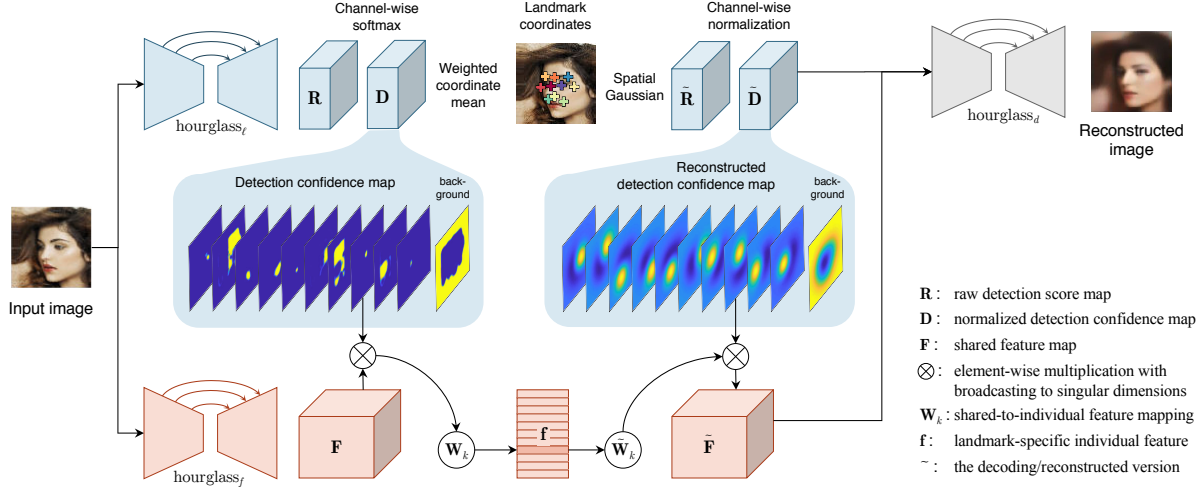 Channel-wise
softmax
Landmark
coordinates
Channel-wise
normalization
R
D
Weighted
coordinate
mean
Spatial
Gaussian
R̃
D̃
hourglass_ℓ
hourglass_d
Reconstructed
image
Detection confidence map
back-
ground
Reconstructed
detection confidence map
back-
ground
Input image
F
hourglass_f
W_k
f
W̃_k
F̃
R : raw detection score map
D : normalized detection confidence map
F : shared feature map
⊗ : element-wise multiplication with
broadcasting to singular dimensions
W_k : shared-to-individual feature mapping
f : landmark-specific individual feature
~ : the decoding/reconstructed version